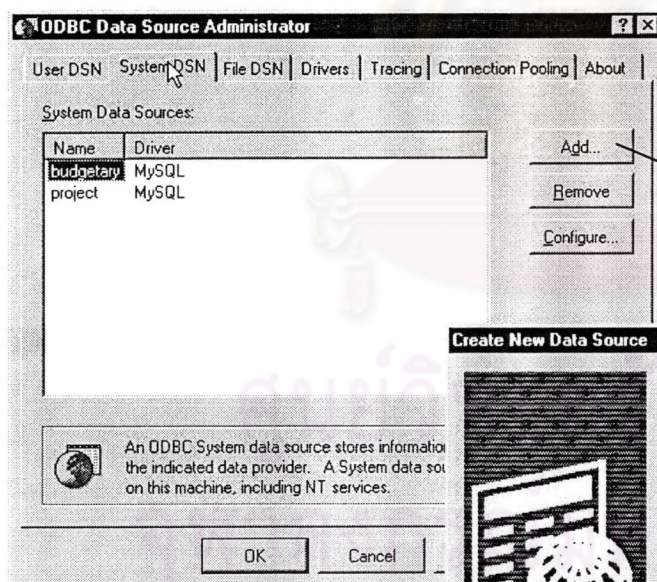 ODBC Data Source Administrator
User DSN System DSN File DSN Drivers Tracing Connection Pooling About
System Data Sources:
Name Driver
budgetary MySQL
project MySQL
Add...
Remove
Configure...
Create New Data Source
An ODBC System data source stores information
the indicated data provider. A System data sou
on this machine, including NT services.
OK Cancel